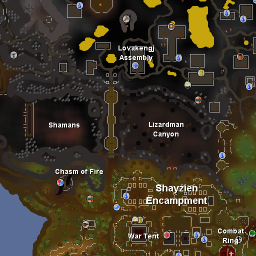 Lovakengj
Assembly
Shamans
Lizardman
Canyon
Chasm of Fire
Shayzien
Encampment
War Tent
Combat
Ring